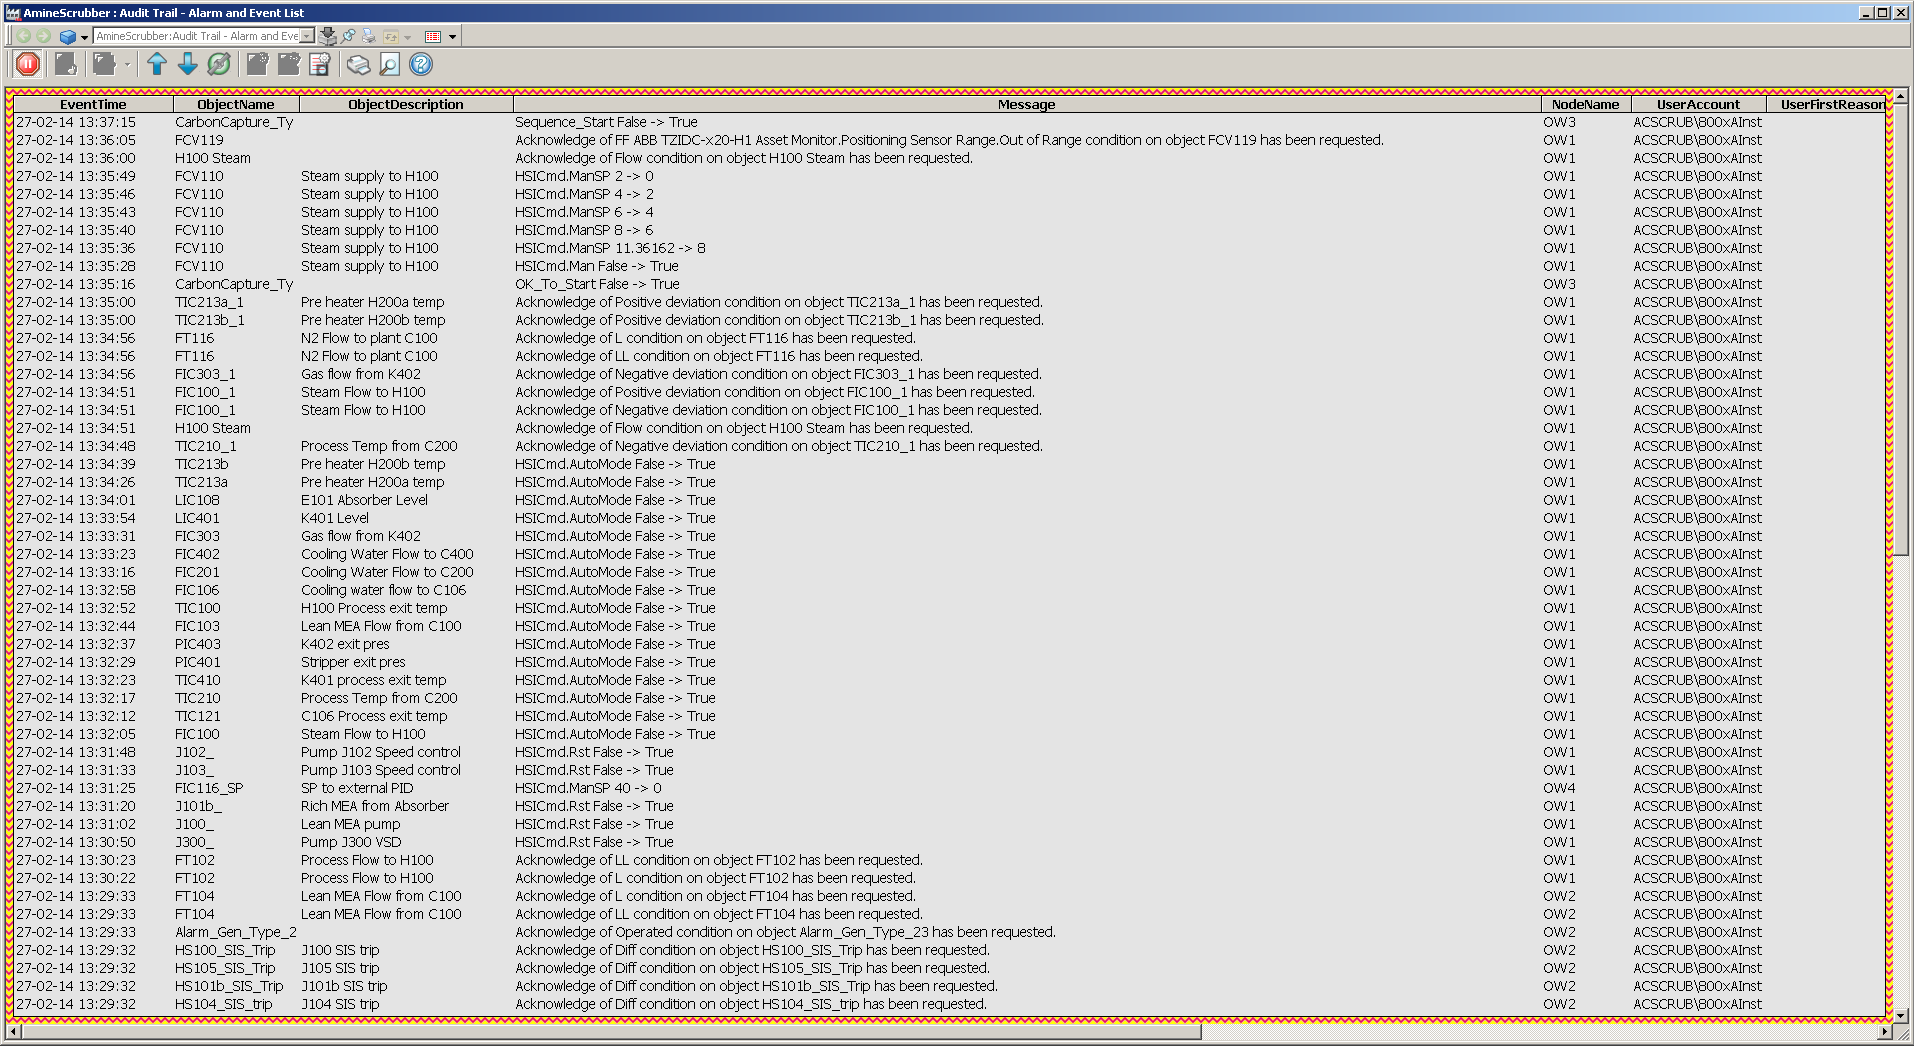 AmineScrubber : Audit Trail - Alarm and Event List
AmineScrubber:Audit Trail - Alarm and Eve
EventTime ObjectName ObjectDescription Message NodeName UserAccount UserFirstReason
27-02-14 13:37:15 CarbonCapture_Ty Sequence_Start False -> True OW3 ACSCRUB\800xAInst
27-02-14 13:36:05 FCV119 Acknowledge of FF ABB TZIDC-x20-H1 Asset Monitor.Positioning Sensor Range.Out of Range condition on object FCV119 has been requested. OW1 ACSCRUB\800xAInst
27-02-14 13:36:00 H100 Steam Acknowledge of Flow condition on object H100 Steam has been requested. OW1 ACSCRUB\800xAInst
27-02-14 13:35:49 FCV110 Steam supply to H100 HSICmd.ManSP 2 -> 0 OW1 ACSCRUB\800xAInst
27-02-14 13:35:46 FCV110 Steam supply to H100 HSICmd.ManSP 4 -> 2 OW1 ACSCRUB\800xAInst
27-02-14 13:35:43 FCV110 Steam supply to H100 HSICmd.ManSP 6 -> 4 OW1 ACSCRUB\800xAInst
27-02-14 13:35:40 FCV110 Steam supply to H100 HSICmd.ManSP 8 -> 6 OW1 ACSCRUB\800xAInst
27-02-14 13:35:36 FCV110 Steam supply to H100 HSICmd.ManSP 11.36162 -> 8 OW1 ACSCRUB\800xAInst
27-02-14 13:35:28 FCV110 Steam supply to H100 HSICmd.Man False -> True OW1 ACSCRUB\800xAInst
27-02-14 13:35:16 CarbonCapture_Ty OK_To_Start False -> True OW3 ACSCRUB\800xAInst
27-02-14 13:35:00 TIC213a_1 Pre heater H200a temp Acknowledge of Positive deviation condition on object TIC213a_1 has been requested. OW1 ACSCRUB\800xAInst
27-02-14 13:35:00 TIC213b_1 Pre heater H200b temp Acknowledge of Positive deviation condition on object TIC213b_1 has been requested. OW1 ACSCRUB\800xAInst
27-02-14 13:34:56 FT116 N2 Flow to plant C100 Acknowledge of L condition on object FT116 has been requested. OW1 ACSCRUB\800xAInst
27-02-14 13:34:56 FT116 N2 Flow to plant C100 Acknowledge of LL condition on object FT116 has been requested. OW1 ACSCRUB\800xAInst
27-02-14 13:34:56 FIC303_1 Gas flow from K402 Acknowledge of Negative deviation condition on object FIC303_1 has been requested. OW1 ACSCRUB\800xAInst
27-02-14 13:34:51 FIC100_1 Steam Flow to H100 Acknowledge of Positive deviation condition on object FIC100_1 has been requested. OW1 ACSCRUB\800xAInst
27-02-14 13:34:51 FIC100_1 Steam Flow to H100 Acknowledge of Negative deviation condition on object FIC100_1 has been requested. OW1 ACSCRUB\800xAInst
27-02-14 13:34:51 H100 Steam Acknowledge of Flow condition on object H100 Steam has been requested. OW1 ACSCRUB\800xAInst
27-02-14 13:34:48 TIC210_1 Process Temp from C200 Acknowledge of Negative deviation condition on object TIC210_1 has been requested. OW1 ACSCRUB\800xAInst
27-02-14 13:34:39 TIC213b Pre heater H200b temp HSICmd.AutoMode False -> True OW1 ACSCRUB\800xAInst
27-02-14 13:34:26 TIC213a Pre heater H200a temp HSICmd.AutoMode False -> True OW1 ACSCRUB\800xAInst
27-02-14 13:34:01 LIC108 E101 Absorber Level HSICmd.AutoMode False -> True OW1 ACSCRUB\800xAInst
27-02-14 13:33:54 LIC401 K401 Level HSICmd.AutoMode False -> True OW1 ACSCRUB\800xAInst
27-02-14 13:33:31 FIC303 Gas flow from K402 HSICmd.AutoMode False -> True OW1 ACSCRUB\800xAInst
27-02-14 13:33:23 FIC402 Cooling Water Flow to C400 HSICmd.AutoMode False -> True OW1 ACSCRUB\800xAInst
27-02-14 13:33:16 FIC201 Cooling Water Flow to C200 HSICmd.AutoMode False -> True OW1 ACSCRUB\800xAInst
27-02-14 13:32:58 FIC106 Cooling water flow to C106 HSICmd.AutoMode False -> True OW1 ACSCRUB\800xAInst
27-02-14 13:32:52 TIC100 H100 Process exit temp HSICmd.AutoMode False -> True OW1 ACSCRUB\800xAInst
27-02-14 13:32:44 FIC103 Lean MEA Flow from C100 HSICmd.AutoMode False -> True OW1 ACSCRUB\800xAInst
27-02-14 13:32:37 PIC403 K402 exit pres HSICmd.AutoMode False -> True OW1 ACSCRUB\800xAInst
27-02-14 13:32:29 PIC401 Stripper exit pres HSICmd.AutoMode False -> True OW1 ACSCRUB\800xAInst
27-02-14 13:32:23 TIC410 K401 process exit temp HSICmd.AutoMode False -> True OW1 ACSCRUB\800xAInst
27-02-14 13:32:17 TIC210 Process Temp from C200 HSICmd.AutoMode False -> True OW1 ACSCRUB\800xAInst
27-02-14 13:32:12 TIC121 C106 Process exit temp HSICmd.AutoMode False -> True OW1 ACSCRUB\800xAInst
27-02-14 13:32:05 FIC100 Steam Flow to H100 HSICmd.AutoMode False -> True OW1 ACSCRUB\800xAInst
27-02-14 13:31:48 J102_ Pump J102 Speed control HSICmd.Rst False -> True OW1 ACSCRUB\800xAInst
27-02-14 13:31:33 J103_ Pump J103 Speed control HSICmd.Rst False -> True OW1 ACSCRUB\800xAInst
27-02-14 13:31:25 FIC116_SP SP to external PID HSICmd.ManSP 40 -> 0 OW4 ACSCRUB\800xAInst
27-02-14 13:31:20 J101b_ Rich MEA from Absorber HSICmd.Rst False -> True OW1 ACSCRUB\800xAInst
27-02-14 13:31:02 J100_ Lean MEA pump HSICmd.Rst False -> True OW1 ACSCRUB\800xAInst
27-02-14 13:30:50 J300_ Pump J300 VSD HSICmd.Rst False -> True OW1 ACSCRUB\800xAInst
27-02-14 13:30:23 FT102 Process Flow to H100 Acknowledge of LL condition on object FT102 has been requested. OW1 ACSCRUB\800xAInst
27-02-14 13:30:22 FT102 Process Flow to H100 Acknowledge of L condition on object FT102 has been requested. OW1 ACSCRUB\800xAInst
27-02-14 13:29:33 FT104 Lean MEA Flow from C100 Acknowledge of L condition on object FT104 has been requested. OW2 ACSCRUB\800xAInst
27-02-14 13:29:33 FT104 Lean MEA Flow from C100 Acknowledge of LL condition on object FT104 has been requested. OW2 ACSCRUB\800xAInst
27-02-14 13:29:33 Alarm_Gen_Type_2 Acknowledge of Operated condition on object Alarm_Gen_Type_23 has been requested. OW2 ACSCRUB\800xAInst
27-02-14 13:29:32 HS100_SIS_Trip J100 SIS trip Acknowledge of Diff condition on object HS100_SIS_Trip has been requested. OW2 ACSCRUB\800xAInst
27-02-14 13:29:32 HS105_SIS_Trip J105 SIS trip Acknowledge of Diff condition on object HS105_SIS_Trip has been requested. OW2 ACSCRUB\800xAInst
27-02-14 13:29:32 HS101b_SIS_Trip J101b SIS trip Acknowledge of Diff condition on object HS101b_SIS_Trip has been requested. OW2 ACSCRUB\800xAInst
27-02-14 13:29:32 HS104_SIS_trip J104 SIS trip Acknowledge of Diff condition on object HS104_SIS_trip has been requested. OW2 ACSCRUB\800xAInst